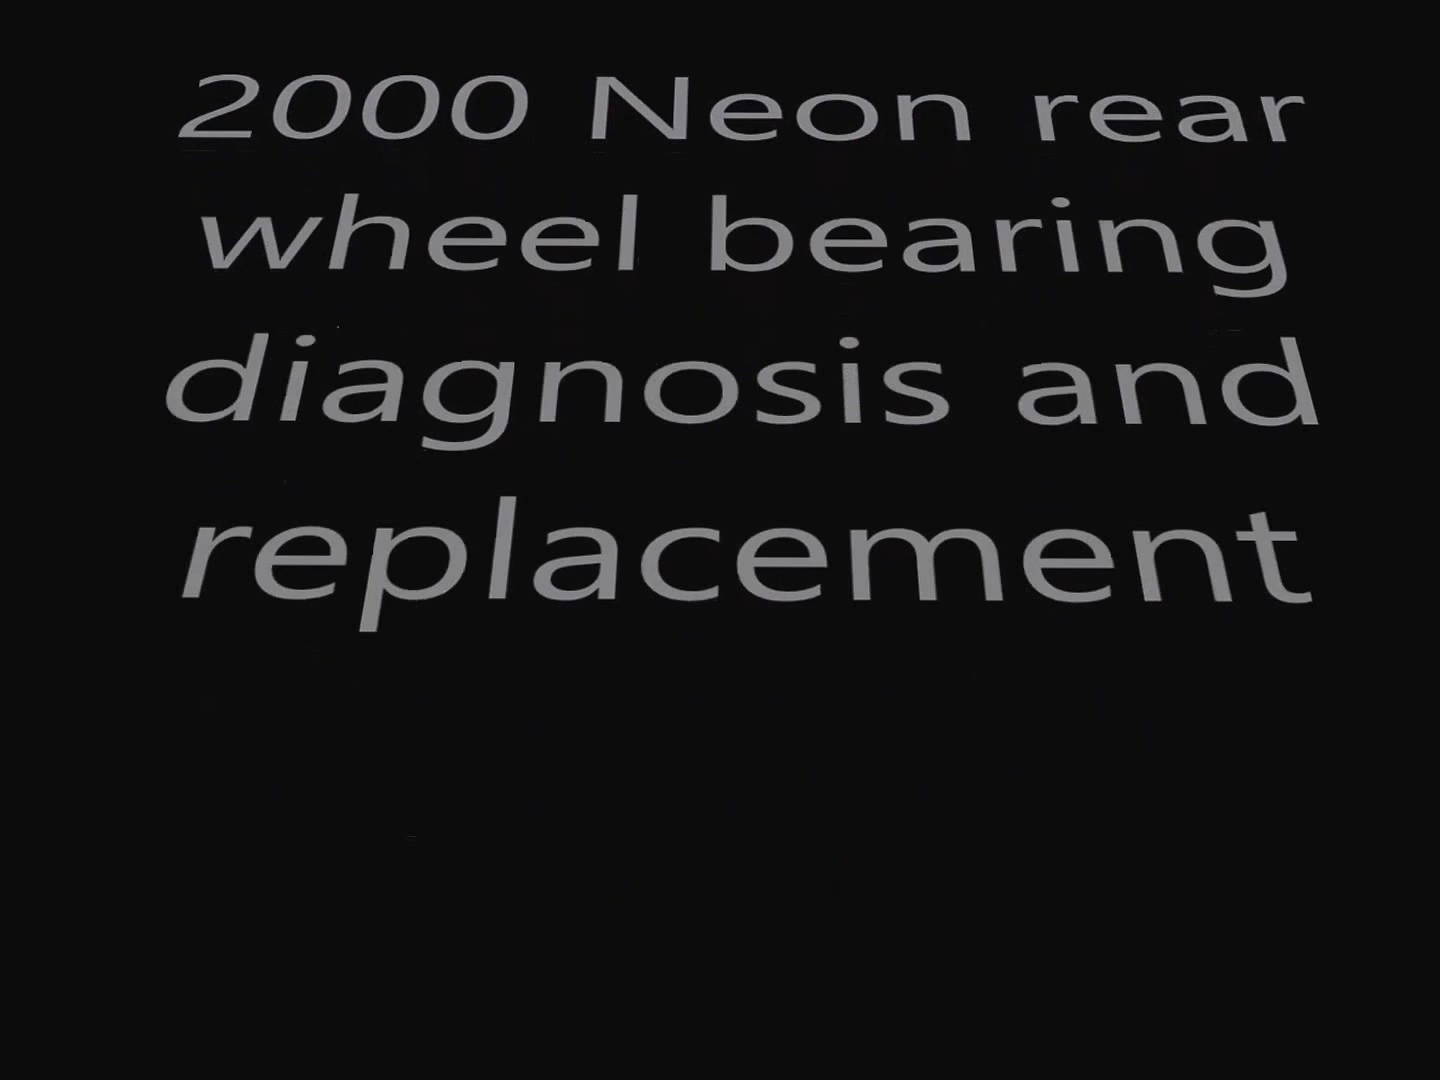 2000 Neon rear
wheel bearing
diagnosis and
replacement